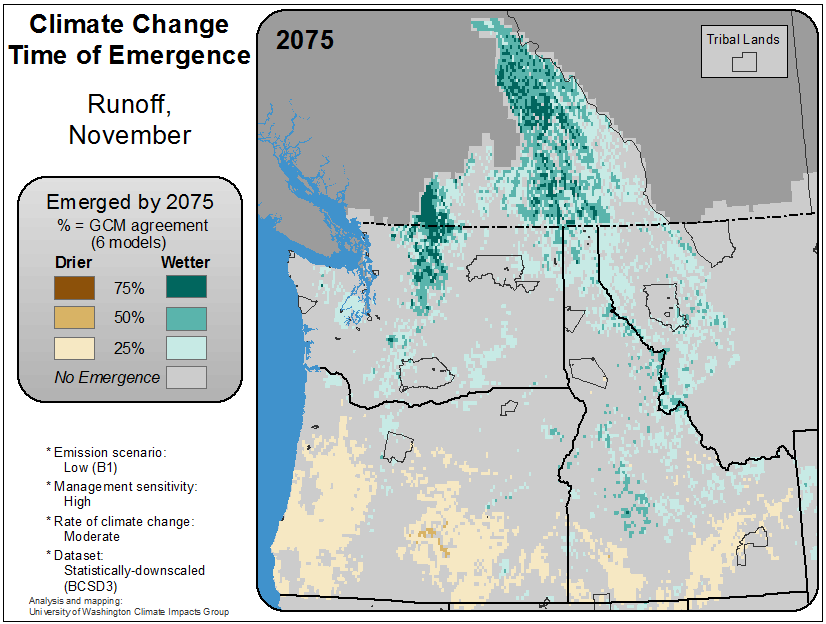 Climate Change
Time of Emergence
Runoff,
November
Emerged by 2075
% = GCM agreement
(6 models)
Drier
Wetter
75%
50%
25%
No Emergence
* Emission scenario:
Low (B1)
* Management sensitivity:
High
* Rate of climate change:
Moderate
* Dataset:
Statistically-downscaled
(BCSD3)
Analysis and mapping:
University of Washington Climate Impacts Group
2075
Tribal Lands